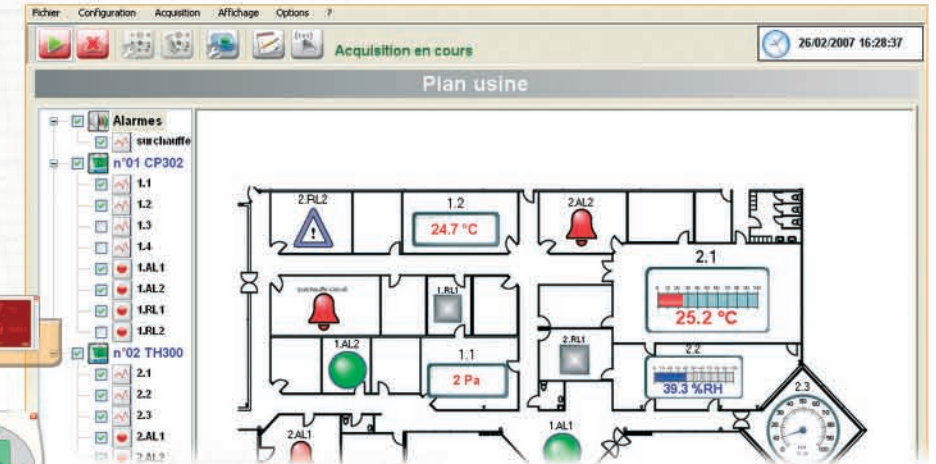 Fichier Configuration Acquisition Affichage Options ?
Acquisition en cours
26/02/2007 16:28:37
Plan usine
Alarmes
surchauffe
n°01 CP302
1.1
1.2
1.3
1.4
1.AL1
1.AL2
1.RL1
1.RL2
n°02 TH300
2.1
2.2
2.3
2.AL1
2.AL2
2.RL2
1.2
24.7 °C
2.AL2
2.1
25.2 °C
1.RL1
1.AL2
1.1
2 Pa
2.RL1
2.2
39.3 %RH
2.3
2.AL1
1.AL1